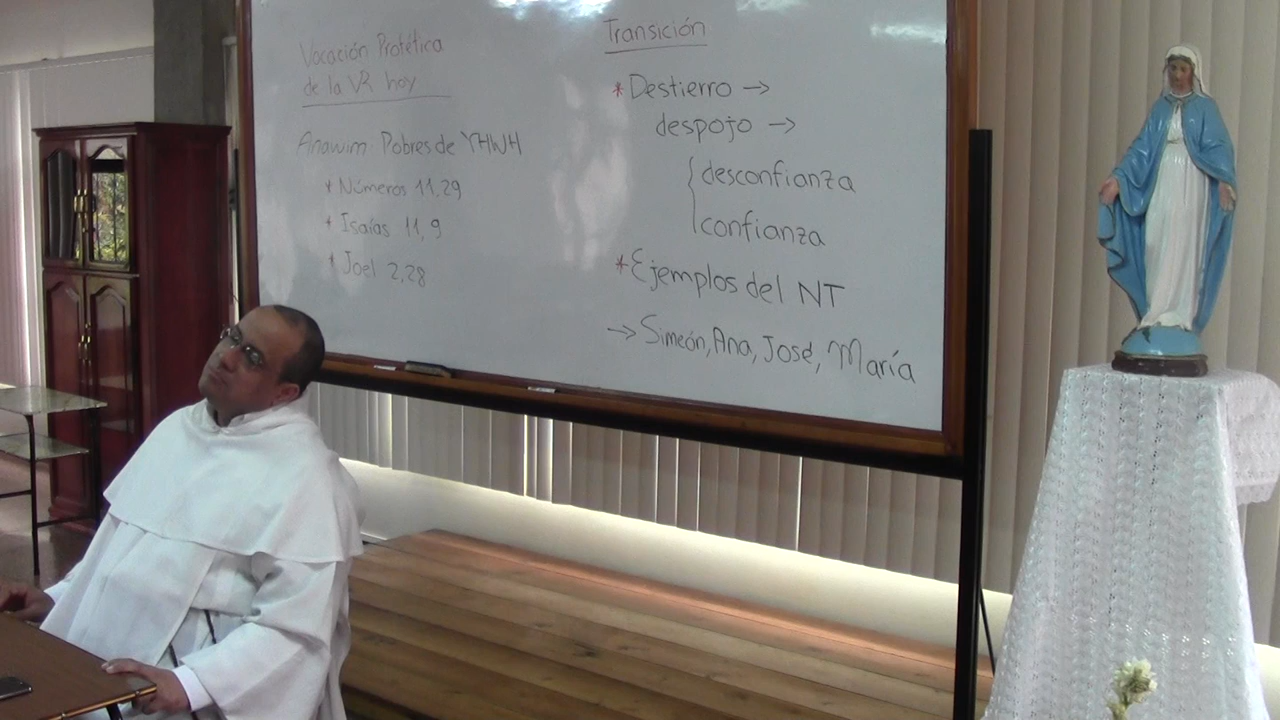 Vocación Profética
de la VR hoy
Anawim: Pobres de YHWH
* Números 11,29
* Isaías 11,9
* Joel 2,28
Transición
* Destierro →
despojo →
{ desconfianza
confianza
* Ejemplos del NT
→ Simeón, Ana, José, María